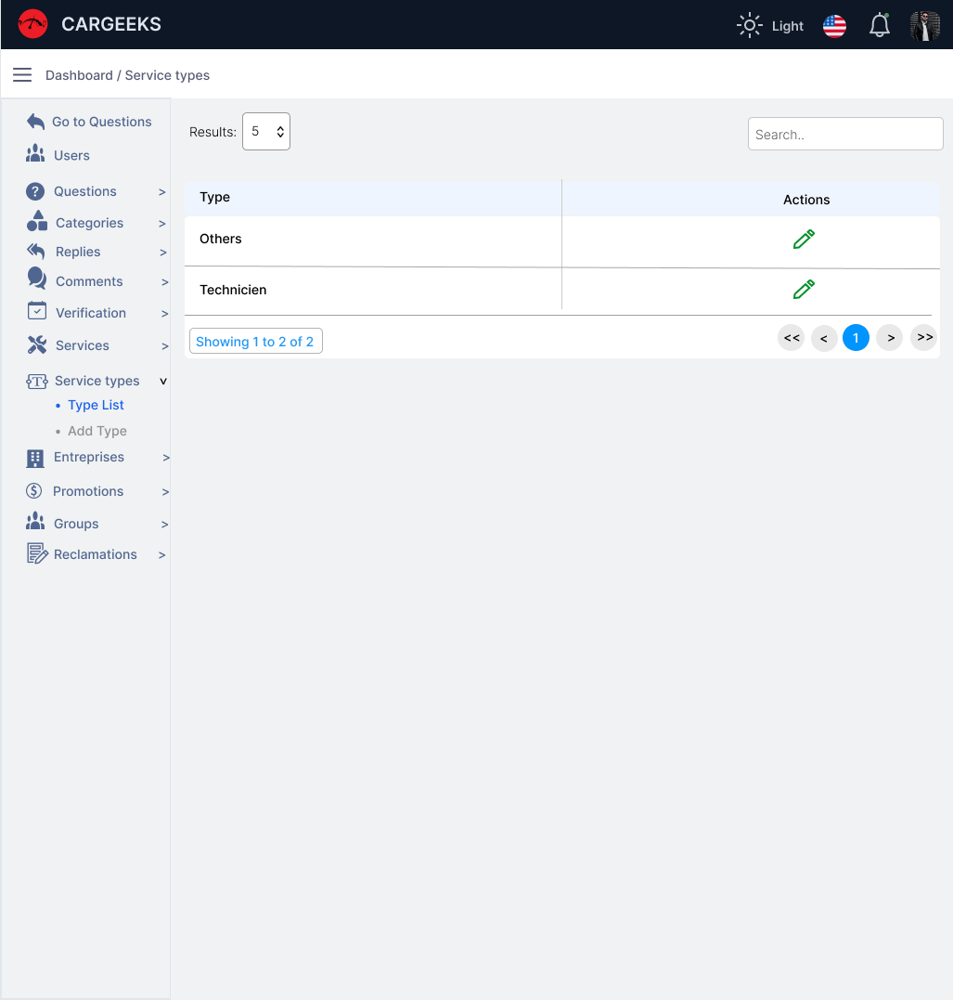 CARGEEKS
Light
Dashboard / Service types
Go to Questions
Users
Questions >
Categories >
Replies >
Comments >
Verification >
Services >
Service types v
• Type List
• Add Type
Entreprises >
Promotions >
Groups >
Reclamations >
Results: 5
Search..
Type Actions
Others
Technicien
Showing 1 to 2 of 2
<< < 1 > >>